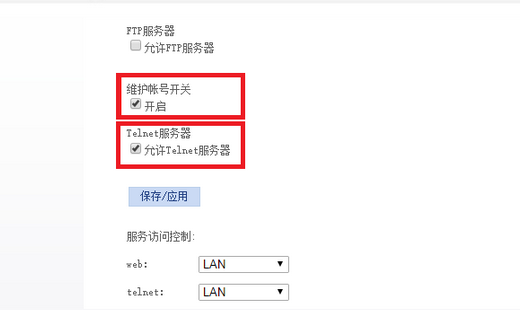 FTP服务器
允许FTP服务器
维护帐号开关
开启
Telnet服务器
允许Telnet服务器
保存/应用
服务访问控制:
web: LAN
telnet: LAN